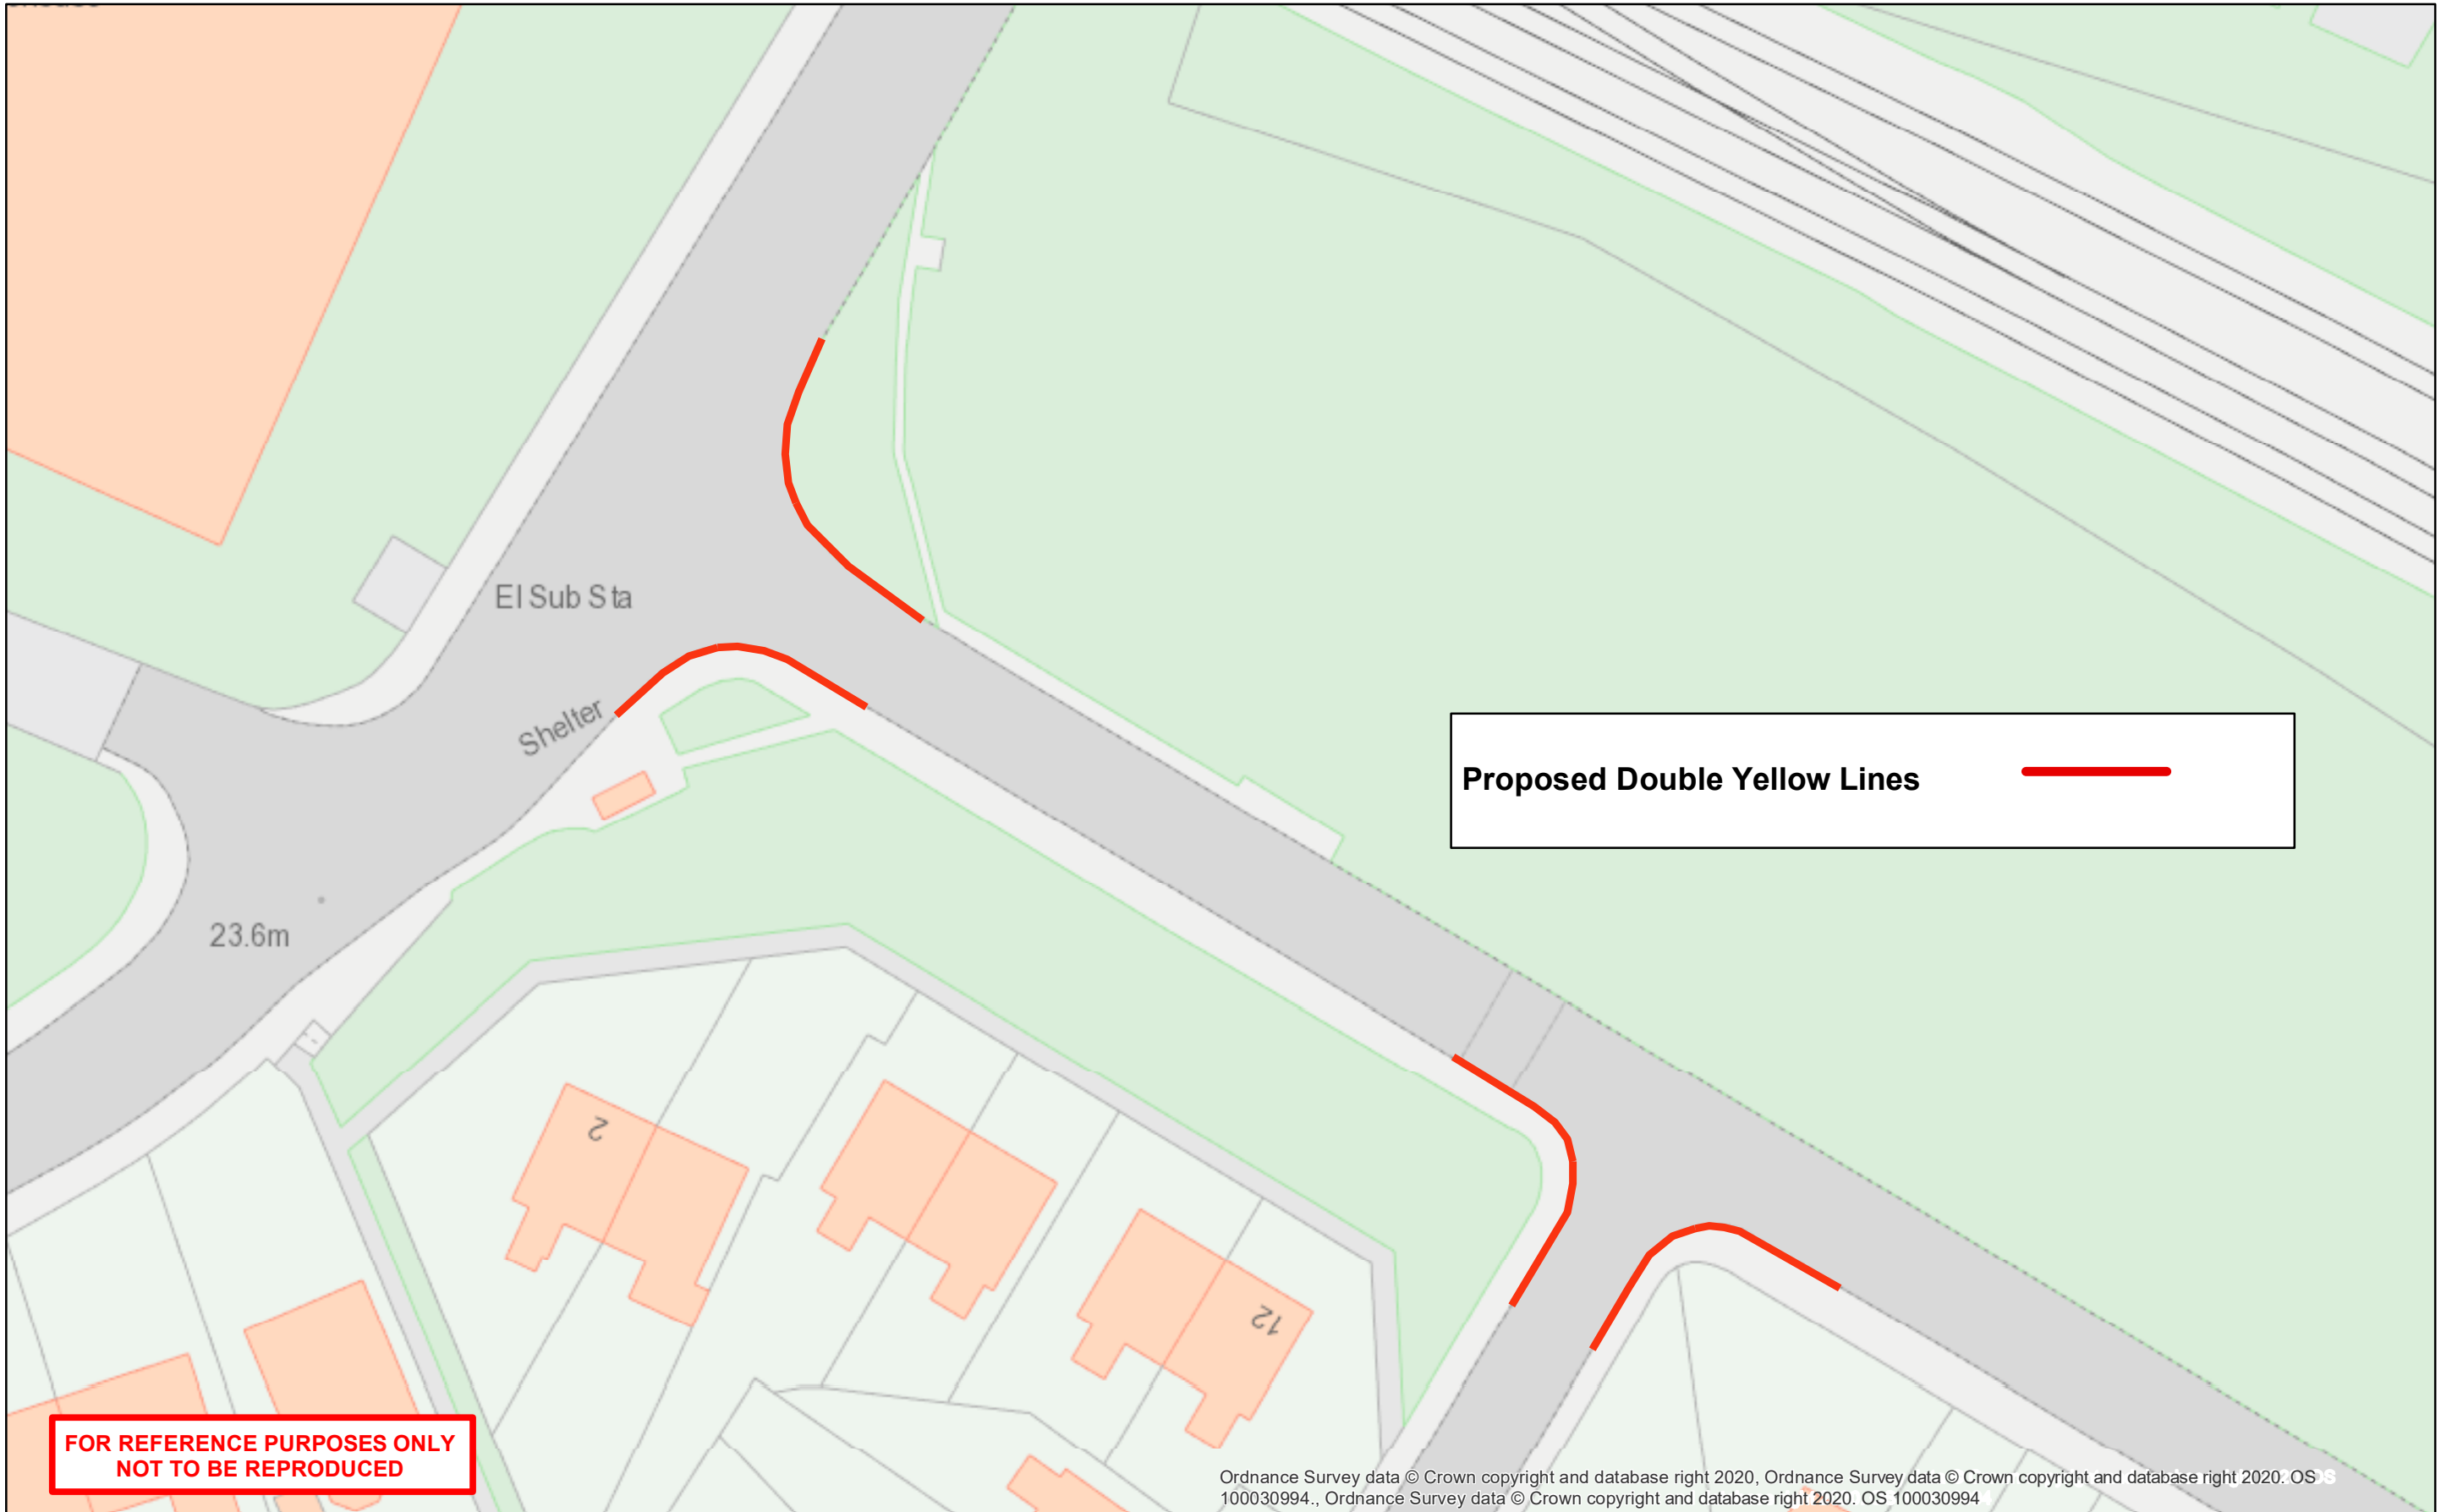 El Sub Sta
Shelter
Proposed Double Yellow Lines
23.6m
2
12
FOR REFERENCE PURPOSES ONLY
NOT TO BE REPRODUCED
Ordnance Survey data © Crown copyright and database right 2020, Ordnance Survey data © Crown copyright and database right 2020. OS
100030994., Ordnance Survey data © Crown copyright and database right 2020. OS 100030994